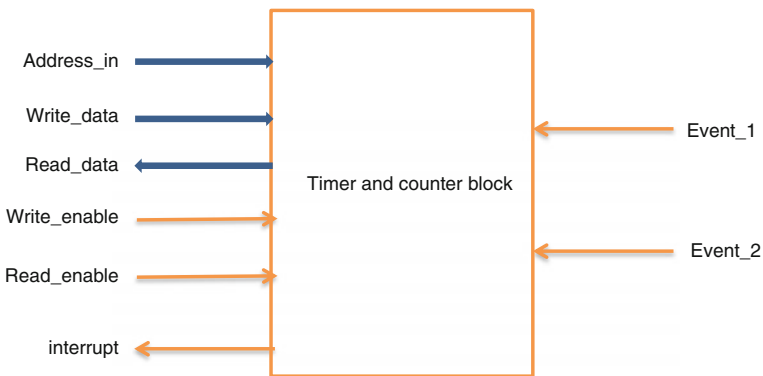 Address_in
Write_data
Read_data
Write_enable
Read_enable
interrupt
Timer and counter block
Event_1
Event_2